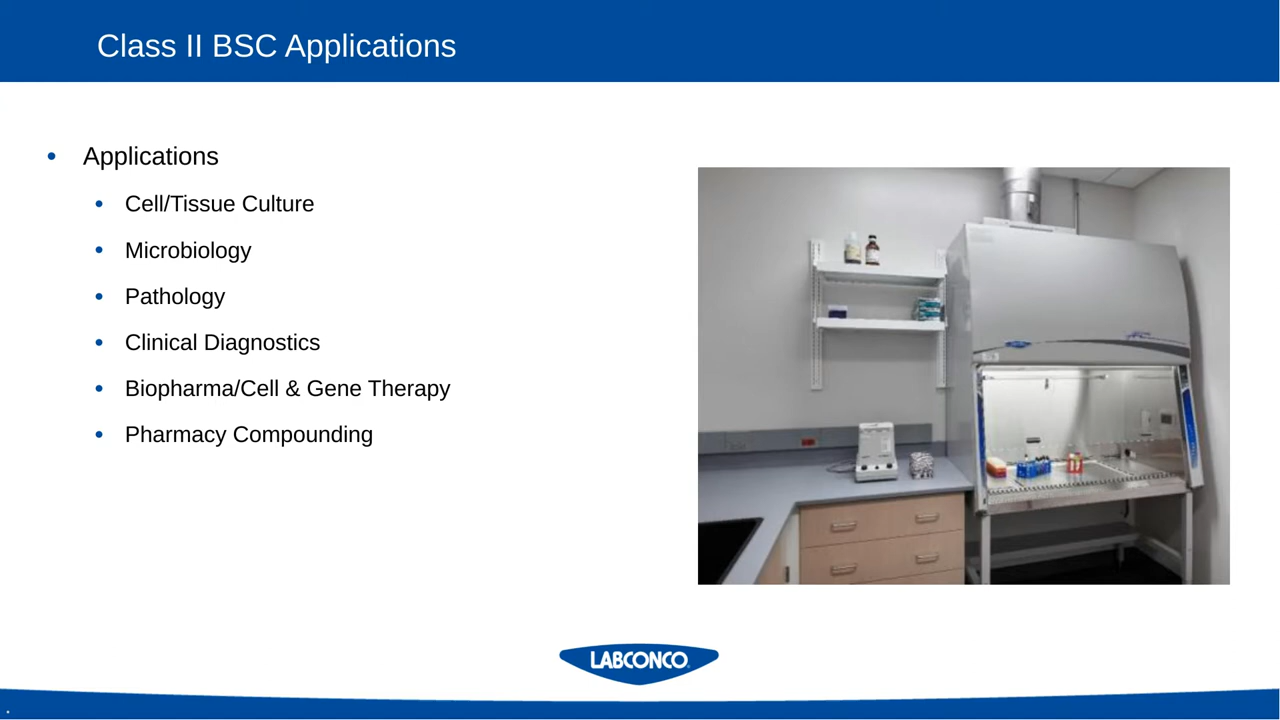 Class II BSC Applications
Applications
Cell/Tissue Culture
Microbiology
Pathology
Clinical Diagnostics
Biopharma/Cell & Gene Therapy
Pharmacy Compounding
LABCONCO